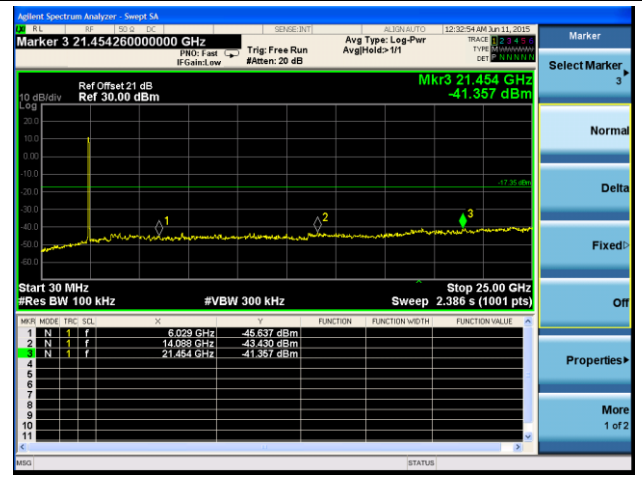 Agilent Spectrum Analyzer - Swept SA
RL RF 50 Ω DC SENSE:INT ALIGN AUTO 12:32:54 AM Jun 11, 2015
Marker 3 21.454260000000 GHz
PNO: Fast
IFGain:Low
Trig: Free Run
#Atten: 20 dB
Avg Type: Log-Pwr
Avg|Hold:>1/1
TRACE 1 2 3 4 5 6
TYPE M
DET P N N N N N
Ref Offset 21 dB
10 dB/div Ref 30.00 dBm
Log
Mkr3 21.454 GHz
-41.357 dBm
20.0
10.0
0.00
-10.0
-20.0
-30.0
-40.0
-50.0
-60.0
-17.35 dBm
1
2
3
Start 30 MHz Stop 25.00 GHz
#Res BW 100 kHz #VBW 300 kHz Sweep 2.386 s (1001 pts)
MKR MODE TRC SCL X Y FUNCTION FUNCTION WIDTH FUNCTION VALUE
1 N 1 f 6.029 GHz -45.637 dBm
2 N 1 f 14.088 GHz -43.430 dBm
3 N 1 f 21.454 GHz -41.357 dBm
4
5
6
7
8
9
10
11
MSG STATUS
Marker
Select Marker
3
Normal
Delta
Fixed
Off
Properties
More
1 of 2